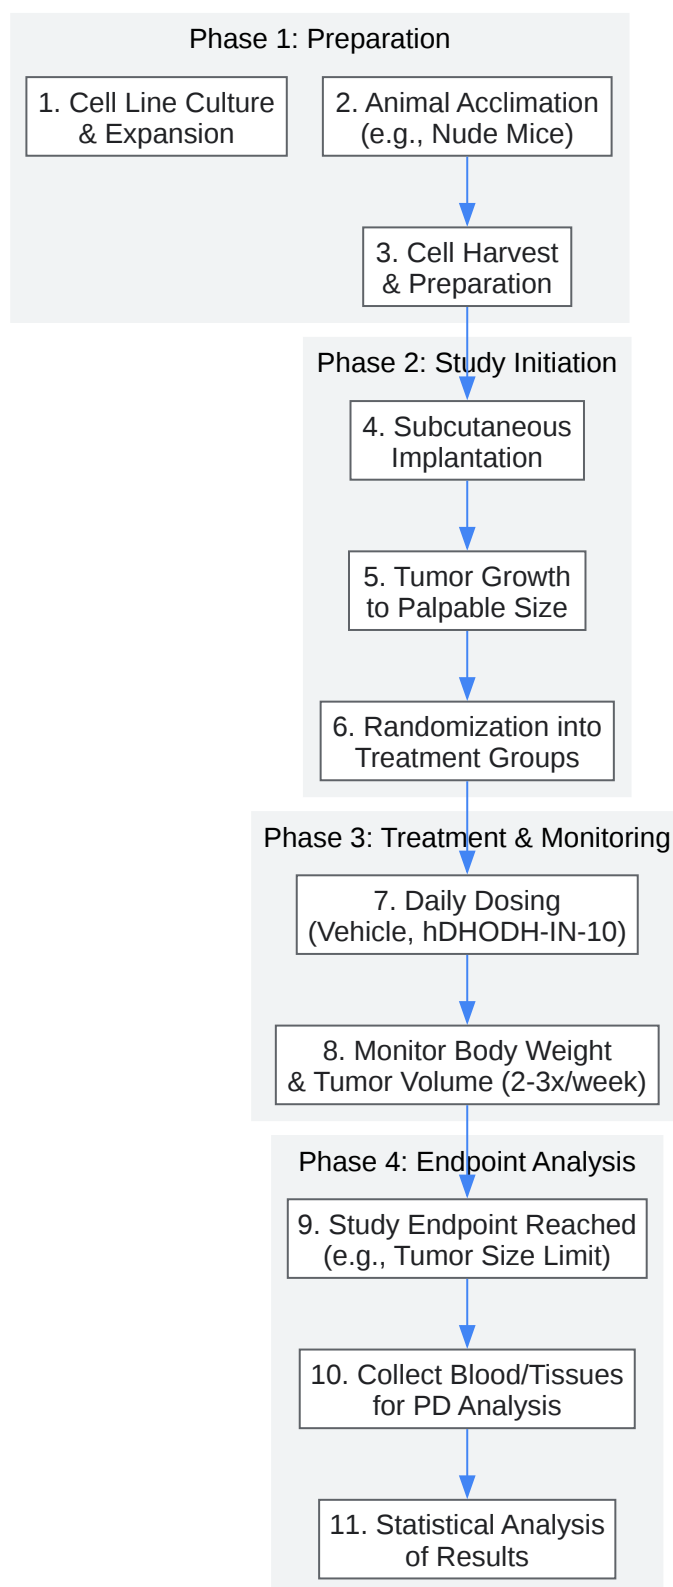 Phase 1: Preparation
1. Cell Line Culture
& Expansion
2. Animal Acclimation
(e.g., Nude Mice)
3. Cell Harvest
& Preparation
Phase 2: Study Initiation
4. Subcutaneous
Implantation
5. Tumor Growth
to Palpable Size
6. Randomization into
Treatment Groups
Phase 3: Treatment & Monitoring
7. Daily Dosing
(Vehicle, hDHODH-IN-10)
8. Monitor Body Weight
& Tumor Volume (2-3x/week)
Phase 4: Endpoint Analysis
9. Study Endpoint Reached
(e.g., Tumor Size Limit)
10. Collect Blood/Tissues
for PD Analysis
11. Statistical Analysis
of Results